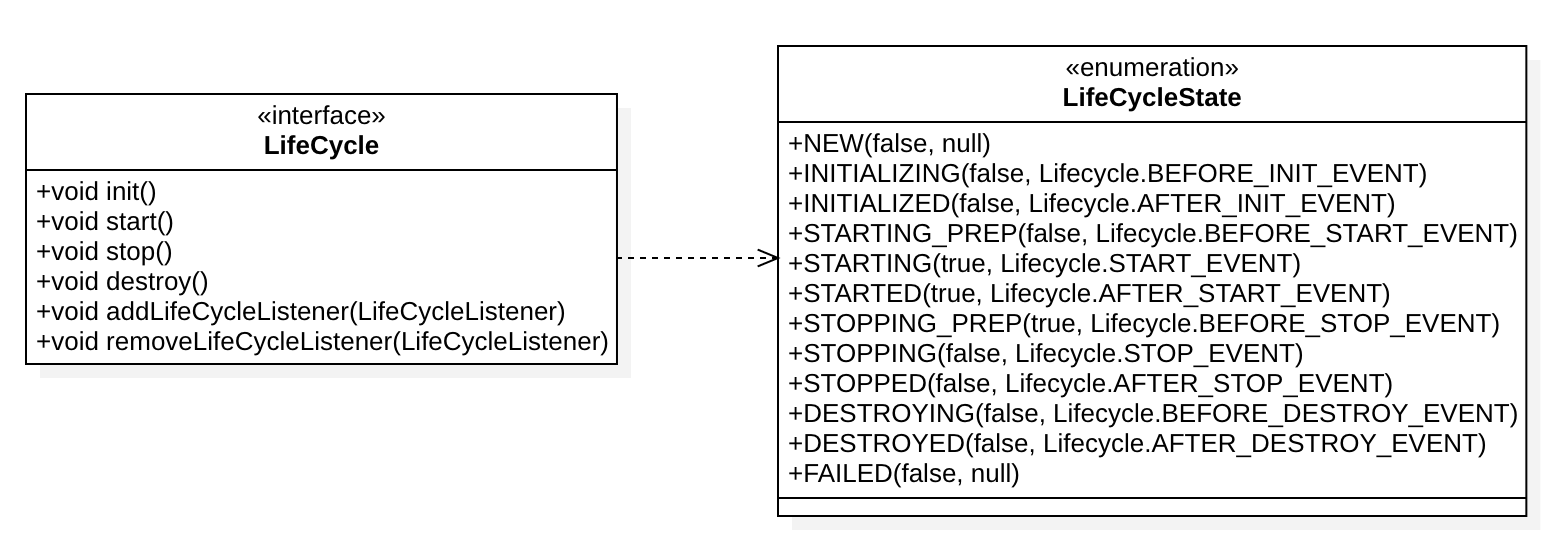 «interface»
LifeCycle
+void init()
+void start()
+void stop()
+void destroy()
+void addLifeCycleListener(LifeCycleListener)
+void removeLifeCycleListener(LifeCycleListener)
«enumeration»
LifeCycleState
+NEW(false, null)
+INITIALIZING(false, Lifecycle.BEFORE_INIT_EVENT)
+INITIALIZED(false, Lifecycle.AFTER_INIT_EVENT)
+STARTING_PREP(false, Lifecycle.BEFORE_START_EVENT)
+STARTING(true, Lifecycle.START_EVENT)
+STARTED(true, Lifecycle.AFTER_START_EVENT)
+STOPPING_PREP(true, Lifecycle.BEFORE_STOP_EVENT)
+STOPPING(false, Lifecycle.STOP_EVENT)
+STOPPED(false, Lifecycle.AFTER_STOP_EVENT)
+DESTROYING(false, Lifecycle.BEFORE_DESTROY_EVENT)
+DESTROYED(false, Lifecycle.AFTER_DESTROY_EVENT)
+FAILED(false, null)